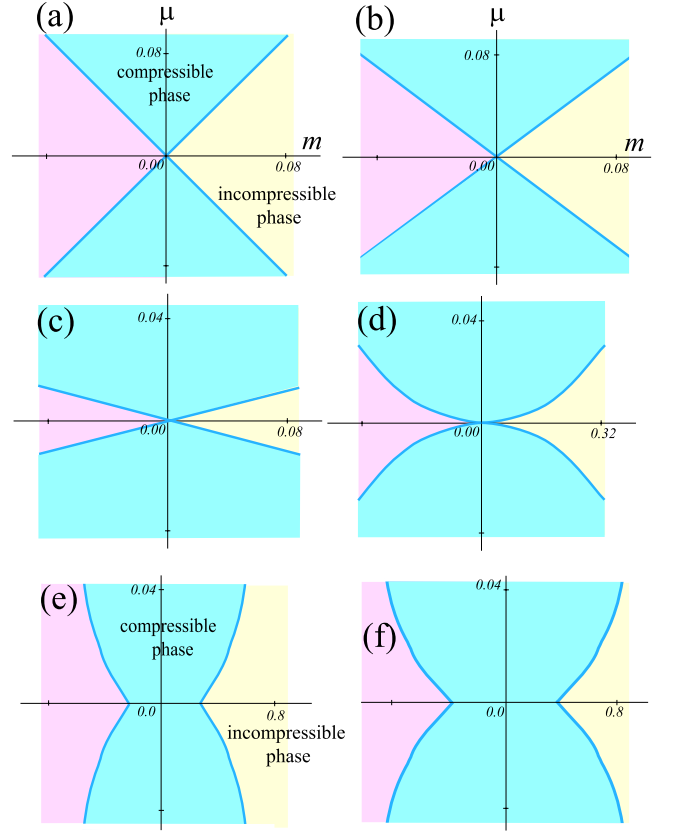 (a)
μ
(b)
μ
0.08
compressible
phase
0.08
m
m
0.00
0.08
0.00
0.08
incompressible
phase
(c)
0.04
(d)
0.04
0.00
0.08
0.00
0.32
(e)
0.04
compressible
phase
(f)
0.04
0.0
0.8
0.0
0.8
incompressible
phase